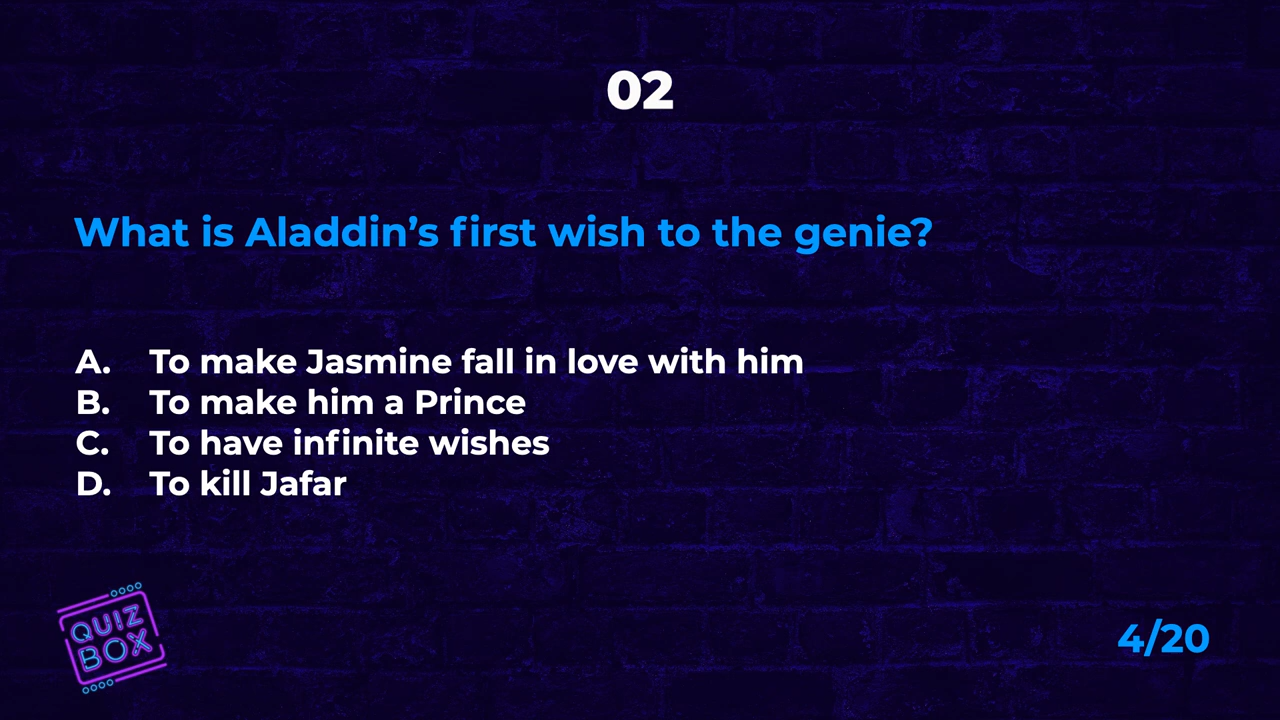 02
What is Aladdin’s first wish to the genie?
A. To make Jasmine fall in love with him
B. To make him a Prince
C. To have infinite wishes
D. To kill Jafar
QUIZ
BOX
4/20